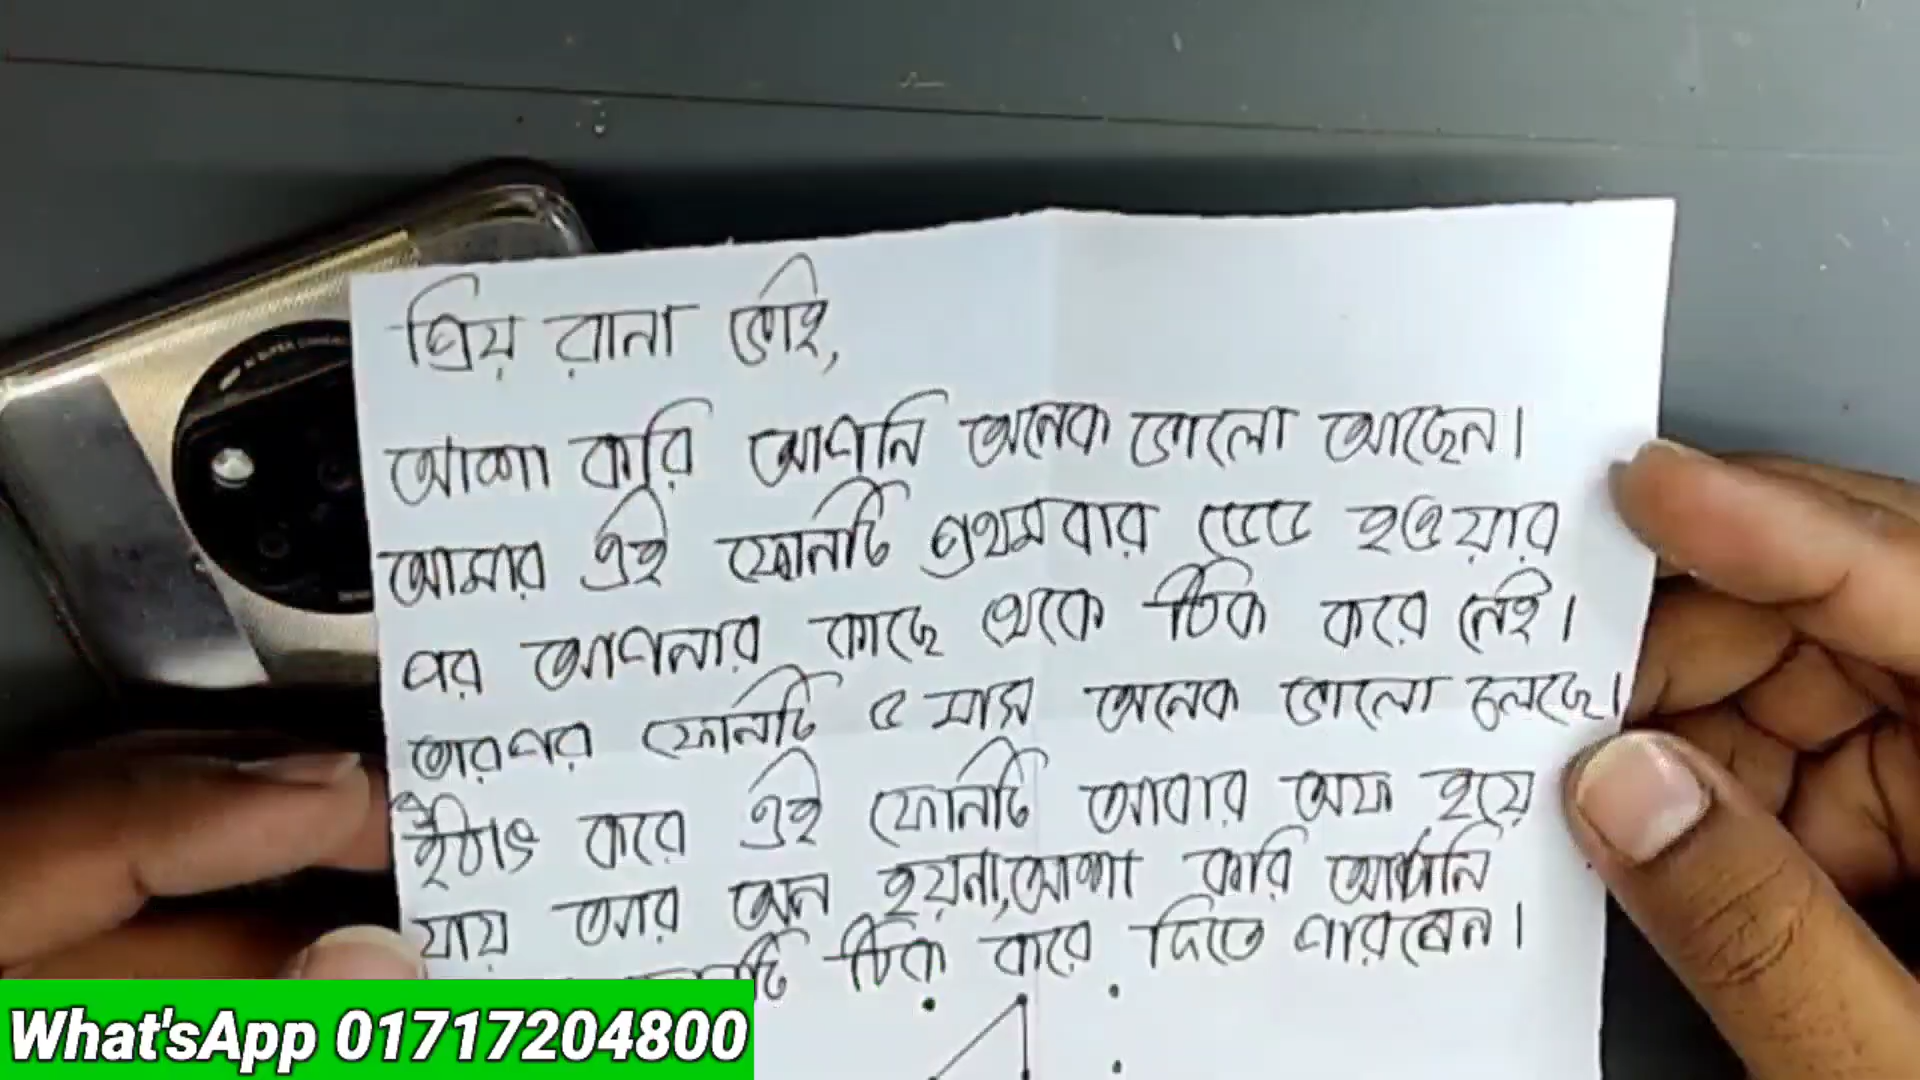 প্রিয় রানা ভাই,
আশা করি আপনি অনেক ভালো আছেন।
আমার এই ফোনটি প্রথমবার ডেড হওয়ার
পর আপনার কাছে থেকে ঠিক করে নেই।
তারপর ফোনটি ৫ মাস অনেক ভালো চলছে।
হঠাৎ করে এই ফোনটি আবার অফ হয়ে
যায় আর অন হয়না, আশা করি আপনি
ঠিক করে দিতে পারবেন।
What'sApp 01717204800